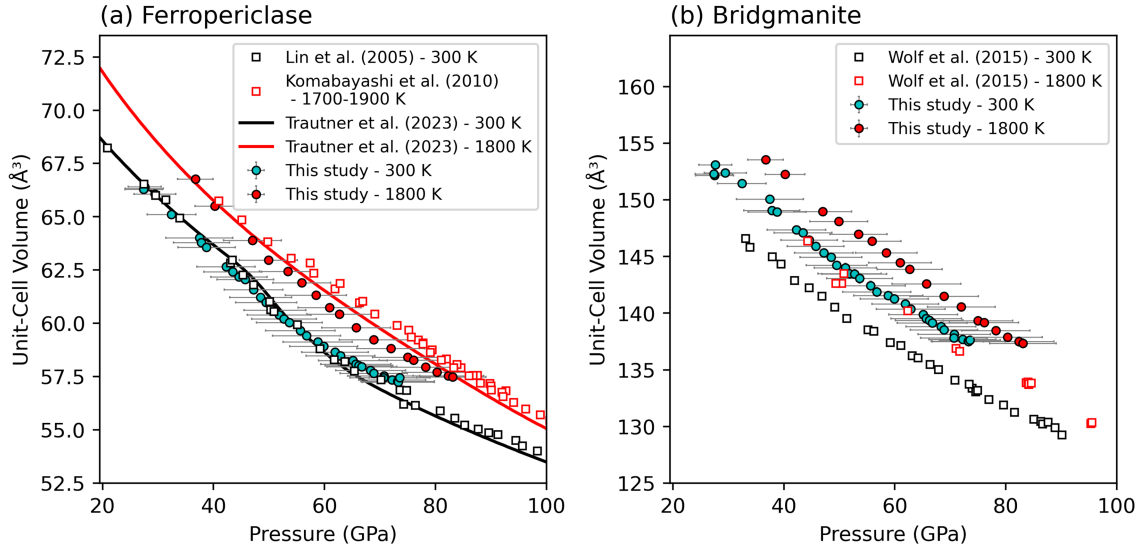 (a) Ferropericlase
Lin et al. (2005) - 300 K
Komabayashi et al. (2010)
- 1700-1900 K
Trautner et al. (2023) - 300 K
Trautner et al. (2023) - 1800 K
This study - 300 K
This study - 1800 K
Unit-Cell Volume (Å³)
72.5
70.0
67.5
65.0
62.5
60.0
57.5
55.0
52.5
20
40
60
80
100
Pressure (GPa)
(b) Bridgmanite
Wolf et al. (2015) - 300 K
Wolf et al. (2015) - 1800 K
This study - 300 K
This study - 1800 K
Unit-Cell Volume (Å³)
160
155
150
145
140
135
130
125
20
40
60
80
100
Pressure (GPa)